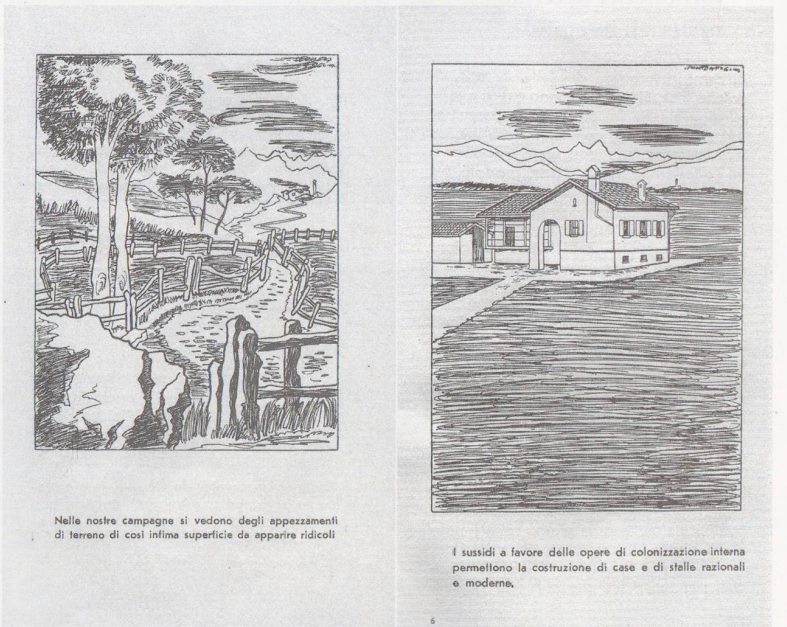 Nelle nostre campagne si vedono degli appezzamenti
di terreno di così infima superficie da apparire ridicoli
I sussidi a favore delle opere di colonizzazione interna
permettono la costruzione di case e di stalle razionali
e moderne.
6